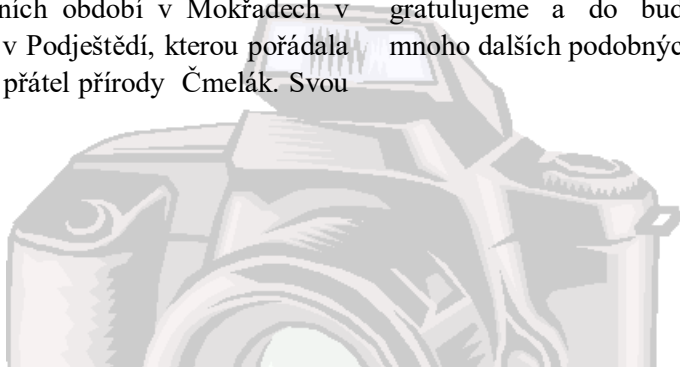 ních období v Mokřadech v
v Podještědí, kterou pořádala
přátel přírody Čmelák. Svou
gratulujeme a do bud
mnoho dalších podobnýc